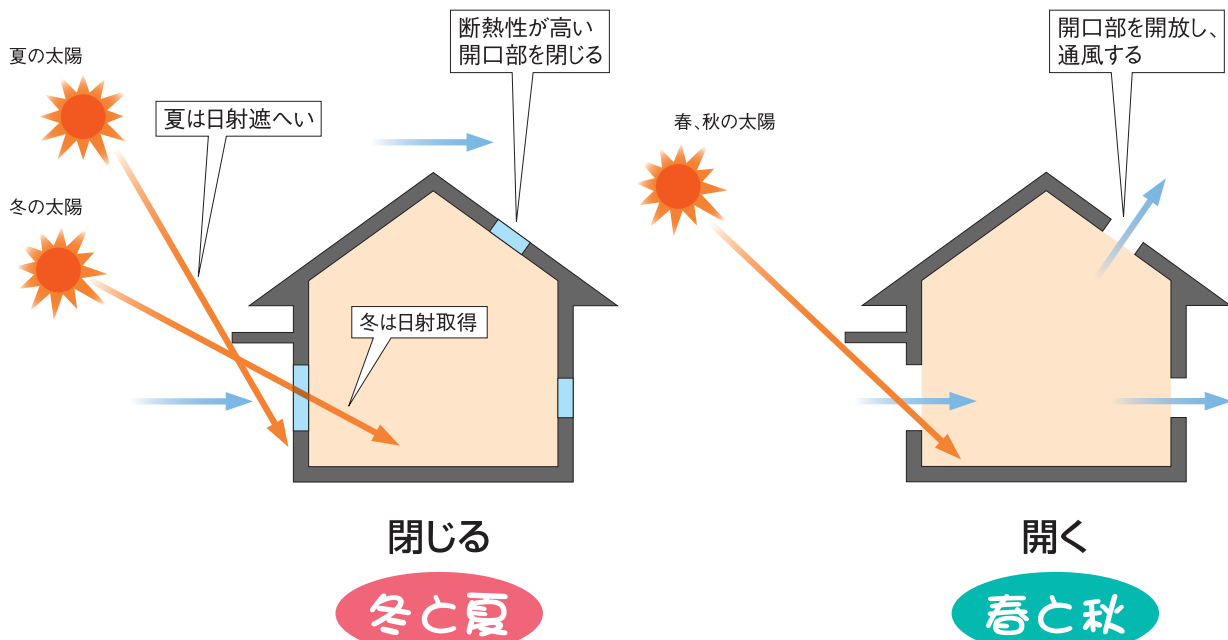 夏の太陽
夏は日射遮へい
断熱性が高い
開口部を閉じる
冬の太陽
冬は日射取得
閉じる
冬と夏
開口部を開放し、
通風する
春、秋の太陽
開く
春と秋